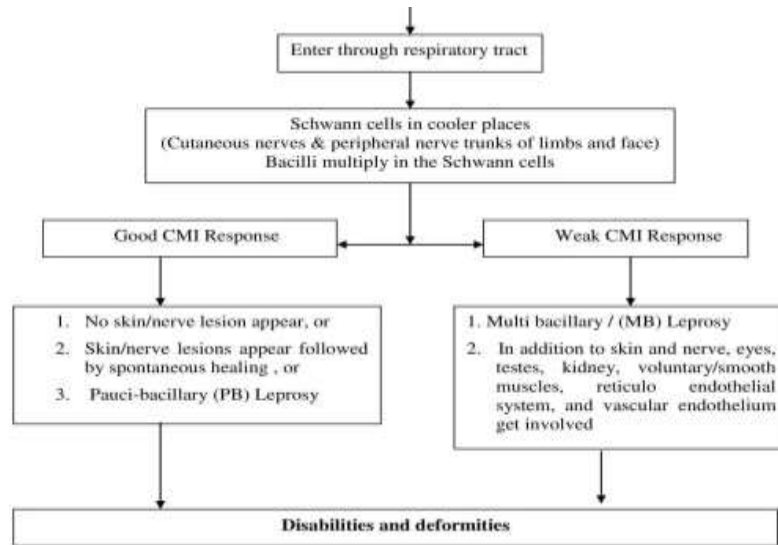 Enter through respiratory tract
Schwann cells in cooler places
(Cutaneous nerves & peripheral nerve trunks of limbs and face)
Bacilli multiply in the Schwann cells
Good CMI Response
Weak CMI Response
1. No skin/nerve lesion appear, or
2. Skin/nerve lesions appear followed
by spontaneous healing , or
3. Pauci-bacillary (PB) Leprosy
1. Multi bacillary / (MB) Leprosy
2. In addition to skin and nerve, eyes,
testes, kidney, voluntary/smooth
muscles, reticulo endothelial
system, and vascular endothelium
get involved
Disabilities and deformities